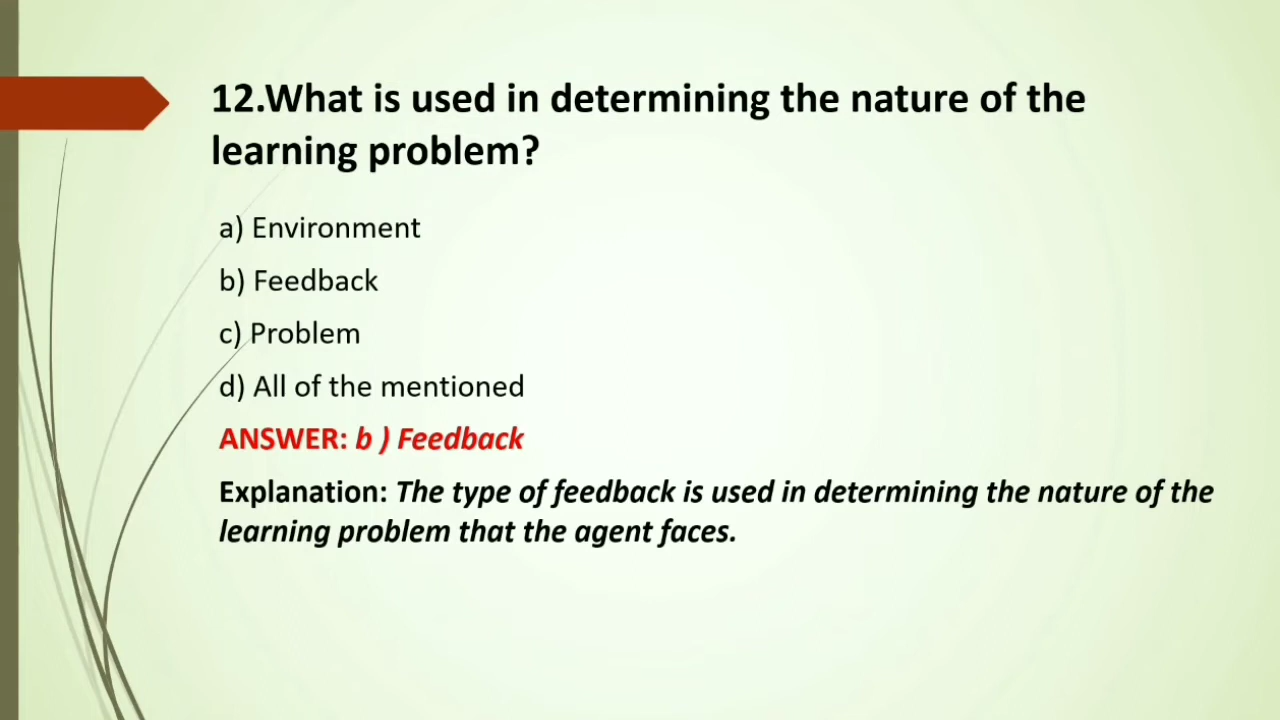 12.What is used in determining the nature of the
learning problem?
a) Environment
b) Feedback
c) Problem
d) All of the mentioned
ANSWER: b ) Feedback
Explanation: The type of feedback is used in determining the nature of the
learning problem that the agent faces.